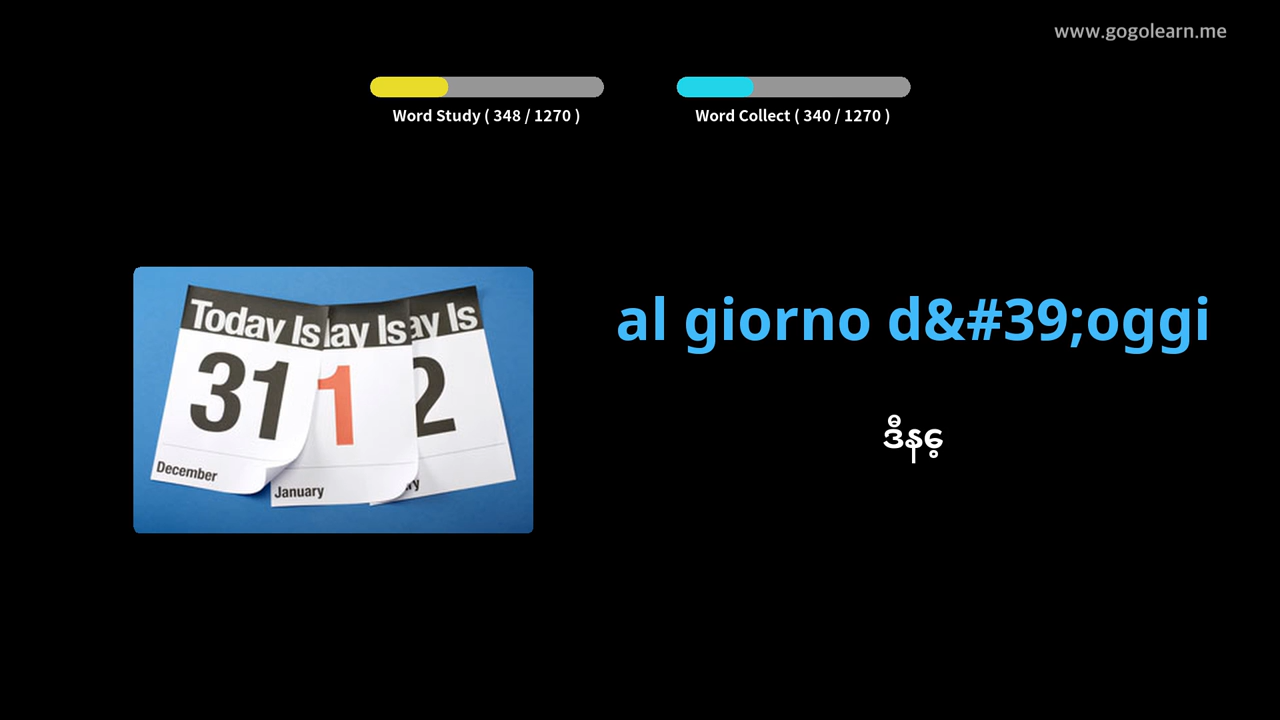 www.gogolearn.me
Word Study ( 348 / 1270 )
Word Collect ( 340 / 1270 )
Today Is
lay Is
ay Is
31
1
2
December
January
ry
al giorno d&#39;oggi
ဒီနေ့